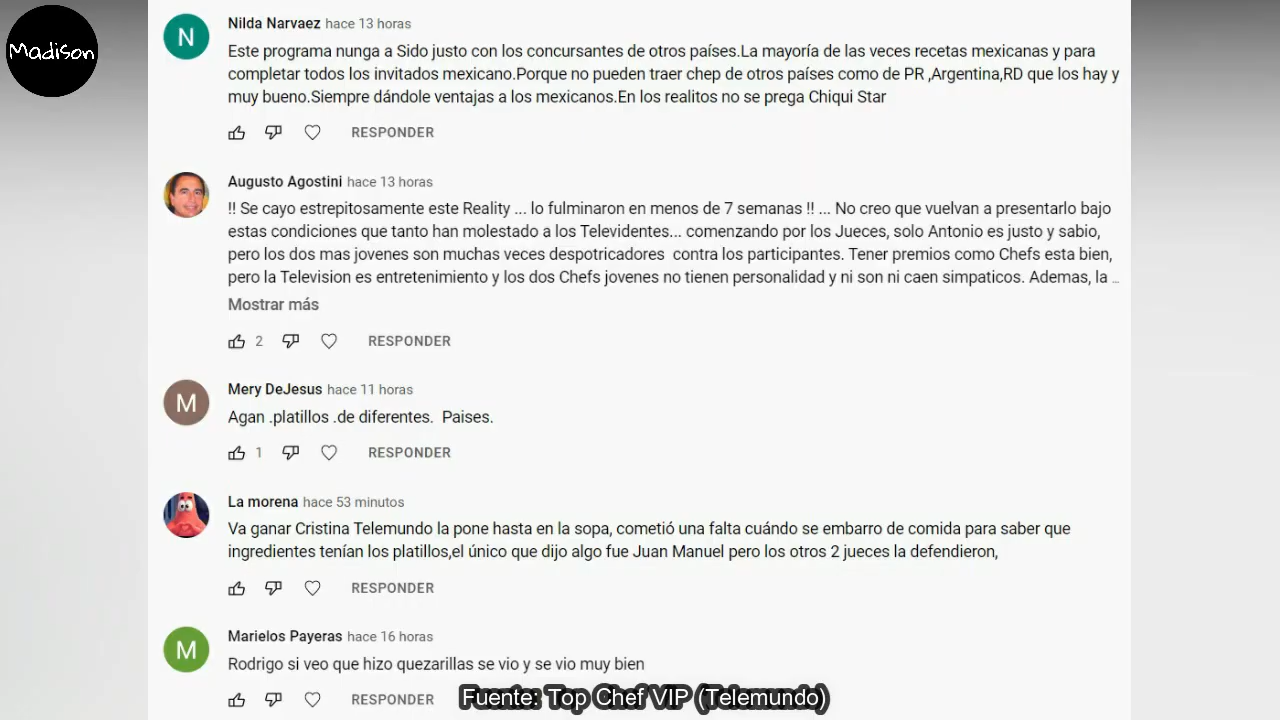 Madison
N
Nilda Narvaez hace 13 horas
Este programa nunga a Sido justo con los concursantes de otros países.La mayoría de las veces recetas mexicanas y para
completar todos los invitados mexicano.Porque no pueden traer chep de otros países como de PR ,Argentina,RD que los hay y
muy bueno.Siempre dándole ventajas a los mexicanos.En los realitos no se prega Chiqui Star
RESPONDER
Augusto Agostini hace 13 horas
!! Se cayo estrepitosamente este Reality ... lo fulminaron en menos de 7 semanas !! ... No creo que vuelvan a presentarlo bajo
estas condiciones que tanto han molestado a los Televidentes... comenzando por los Jueces, solo Antonio es justo y sabio,
pero los dos mas jovenes son muchas veces despotricadores contra los participantes. Tener premios como Chefs esta bien,
pero la Television es entretenimiento y los dos Chefs jovenes no tienen personalidad y ni son ni caen simpaticos. Ademas, la ...
Mostrar más
2 RESPONDER
M
Mery DeJesus hace 11 horas
Agan .platillos .de diferentes. Paises.
1 RESPONDER
La morena hace 53 minutos
Va ganar Cristina Telemundo la pone hasta en la sopa, cometió una falta cuándo se embarro de comida para saber que
ingredientes tenían los platillos,el único que dijo algo fue Juan Manuel pero los otros 2 jueces la defendieron,
RESPONDER
M
Marielos Payeras hace 16 horas
Rodrigo si veo que hizo quezarillas se vio y se vio muy bien
RESPONDER
Fuente: Top Chef VIP (Telemundo)